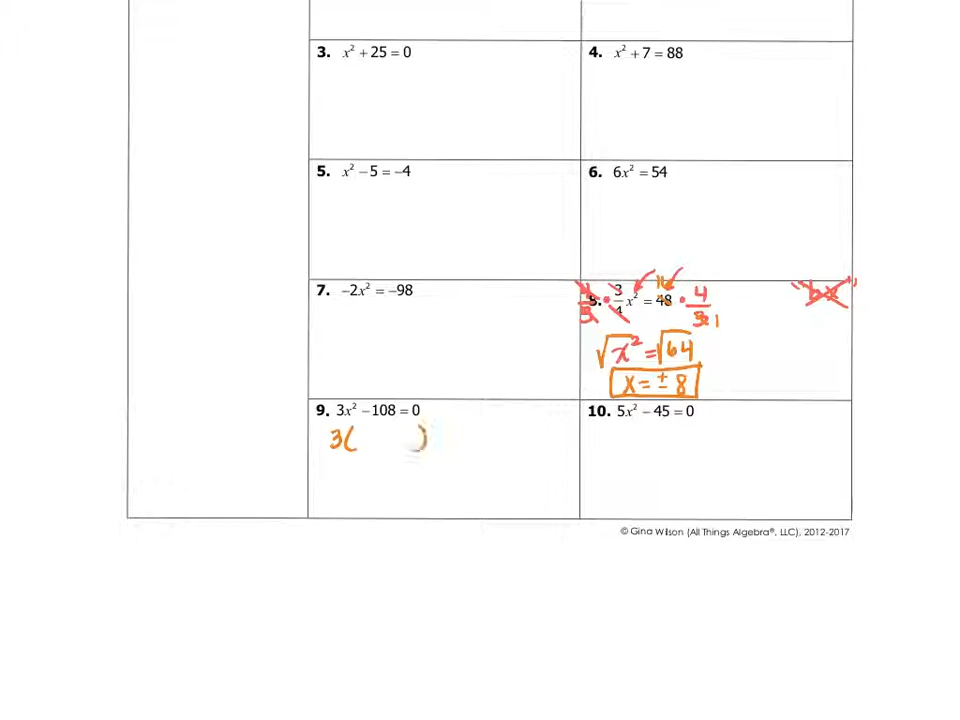 3. x² + 25 = 0
4. x² + 7 = 88
5. x² − 5 = −4
6. 6x² = 54
7. −2x² = −98
3/4 x² = 48 • 4/3
√x² = √64
x = ± 8
9. 3x² − 108 = 0
3( )
10. 5x² − 45 = 0
© Gina Wilson (All Things Algebra®, LLC), 2012-2017